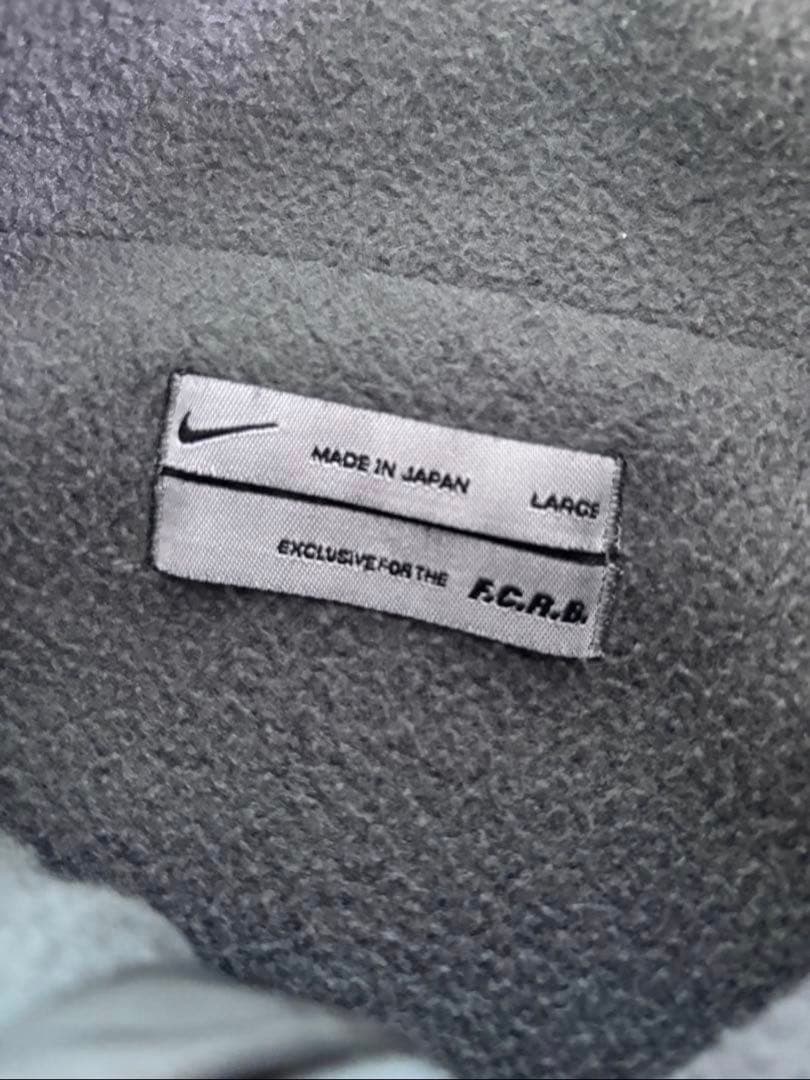 MADE IN JAPAN LARGE
EXCLUSIVE FOR THE F.C.R.B.